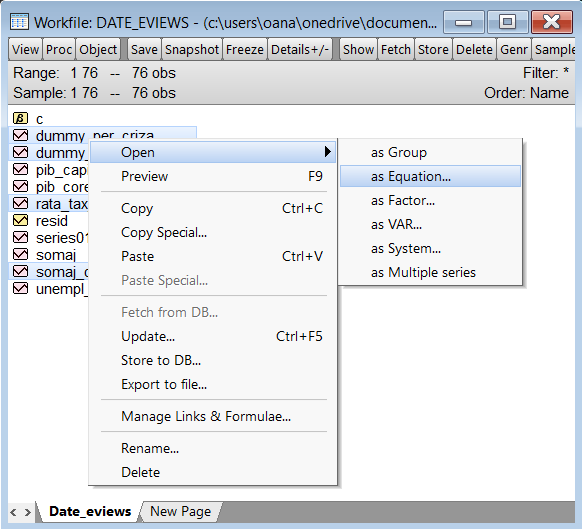 Workfile: DATE_EVIEWS - (c:\users\oana\onedrive\documen...
View Proc Object Save Snapshot Freeze Details+/- Show Fetch Store Delete Genr Sample
Range: 1 76 -- 76 obs Filter: *
Sample: 1 76 -- 76 obs Order: Name
β c
dummy_per_criza
dummy_
pib_cap
pib_core
rata_tax
resid
series01
somaj
somaj_
unempl_
Open
Preview F9
Copy Ctrl+C
Copy Special...
Paste Ctrl+V
Paste Special...
Fetch from DB...
Update... Ctrl+F5
Store to DB...
Export to file...
Manage Links & Formulae...
Rename...
Delete
as Group
as Equation...
as Factor...
as VAR...
as System...
as Multiple series
< > Date_eviews New Page